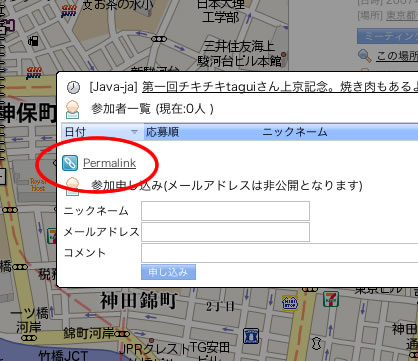 文お茶の水
日本大
工学部
日時] 2007
[場所] 東京都
ミーティン
三井住友海上
駿河台ビル本館
この場所
[Java-ja] 第一回チキチキtaguiさん上京記念。焼き肉もあるよ
参加者一覧 (現在:0人 )
神保町
日付 応募順 ニックネーム
Permalink
参加申し込み(メールアドレスは非公開となります)
ニックネーム
メールアドレス
コメント
申し込み
橋
税務
神田錦町
2丁目
一ツ橋
河岸
錦町河岸
竹橋JCT
JPRクレスト
TG安田
ビル